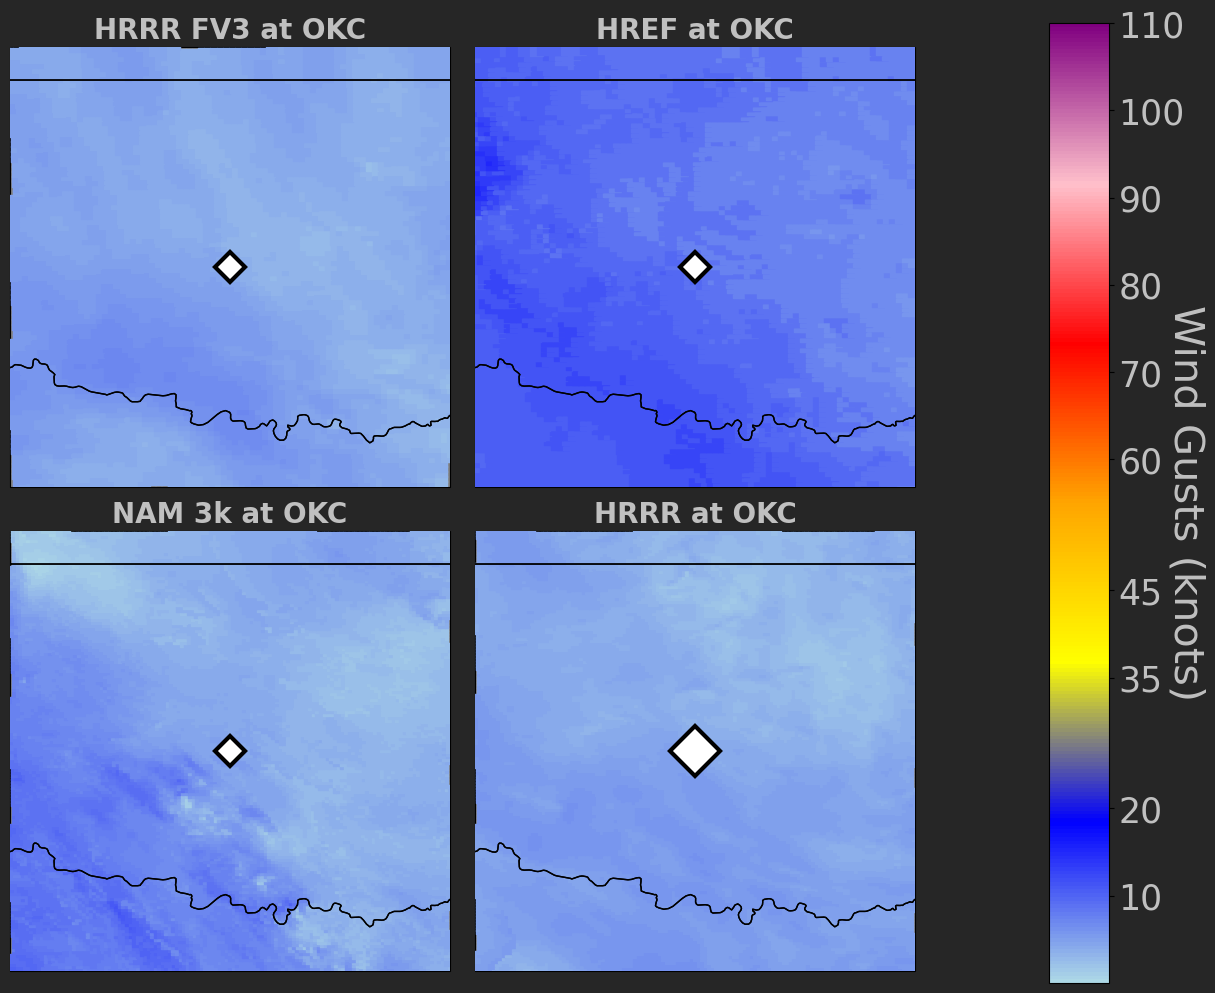 HRRR FV3 at OKC
HREF at OKC
NAM 3k at OKC
HRRR at OKC
110
100
90
80
70
60
45
35
20
10
Wind Gusts (knots)